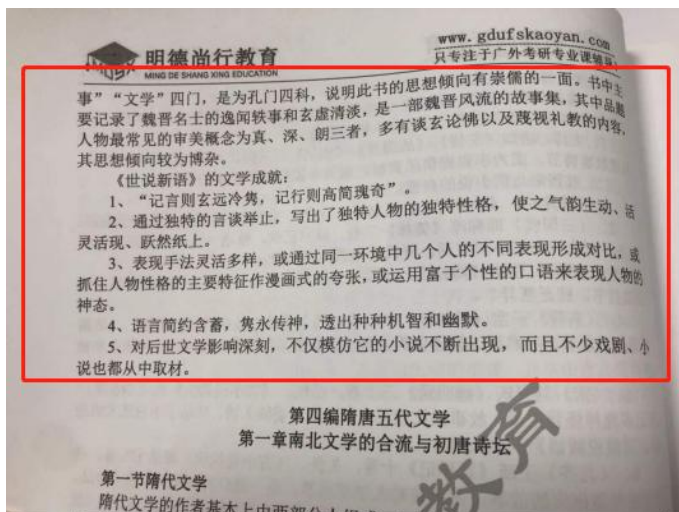 明德尚行教育
MING DE SHANG XING EDUCATION
www.gdufskaoyan.com
只专注于广外考研专业课辅导
事”“文学”四门，是为孔门四科，说明此书的思想倾向有崇儒的一面。书中主
要记录了魏晋名士的逸闻轶事和玄虚清淡，是一部魏晋风流的故事集，其中品题
人物最常见的审美概念为真、深、朗三者，多有谈玄论佛以及蔑视礼教的内容，
其思想倾向较为博杂。
《世说新语》的文学成就：
1、“记言则玄远冷隽，记行则高简瑰奇”。
2、通过独特的言谈举止，写出了独特人物的独特性格，使之气韵生动、活
灵活现、跃然纸上。
3、表现手法灵活多样，或通过同一环境中几个人的不同表现形成对比，或
抓住人物性格的主要特征作漫画式的夸张，或运用富于个性的口语来表现人物的
神态。
4、语言简约含蓄，隽永传神，透出种种机智和幽默。
5、对后世文学影响深刻，不仅模仿它的小说不断出现，而且不少戏剧、小
说也都从中取材。
第四编隋唐五代文学
第一章南北文学的合流与初唐诗坛
第一节隋代文学
隋代文学的作者基本上由两部分人组成
教育